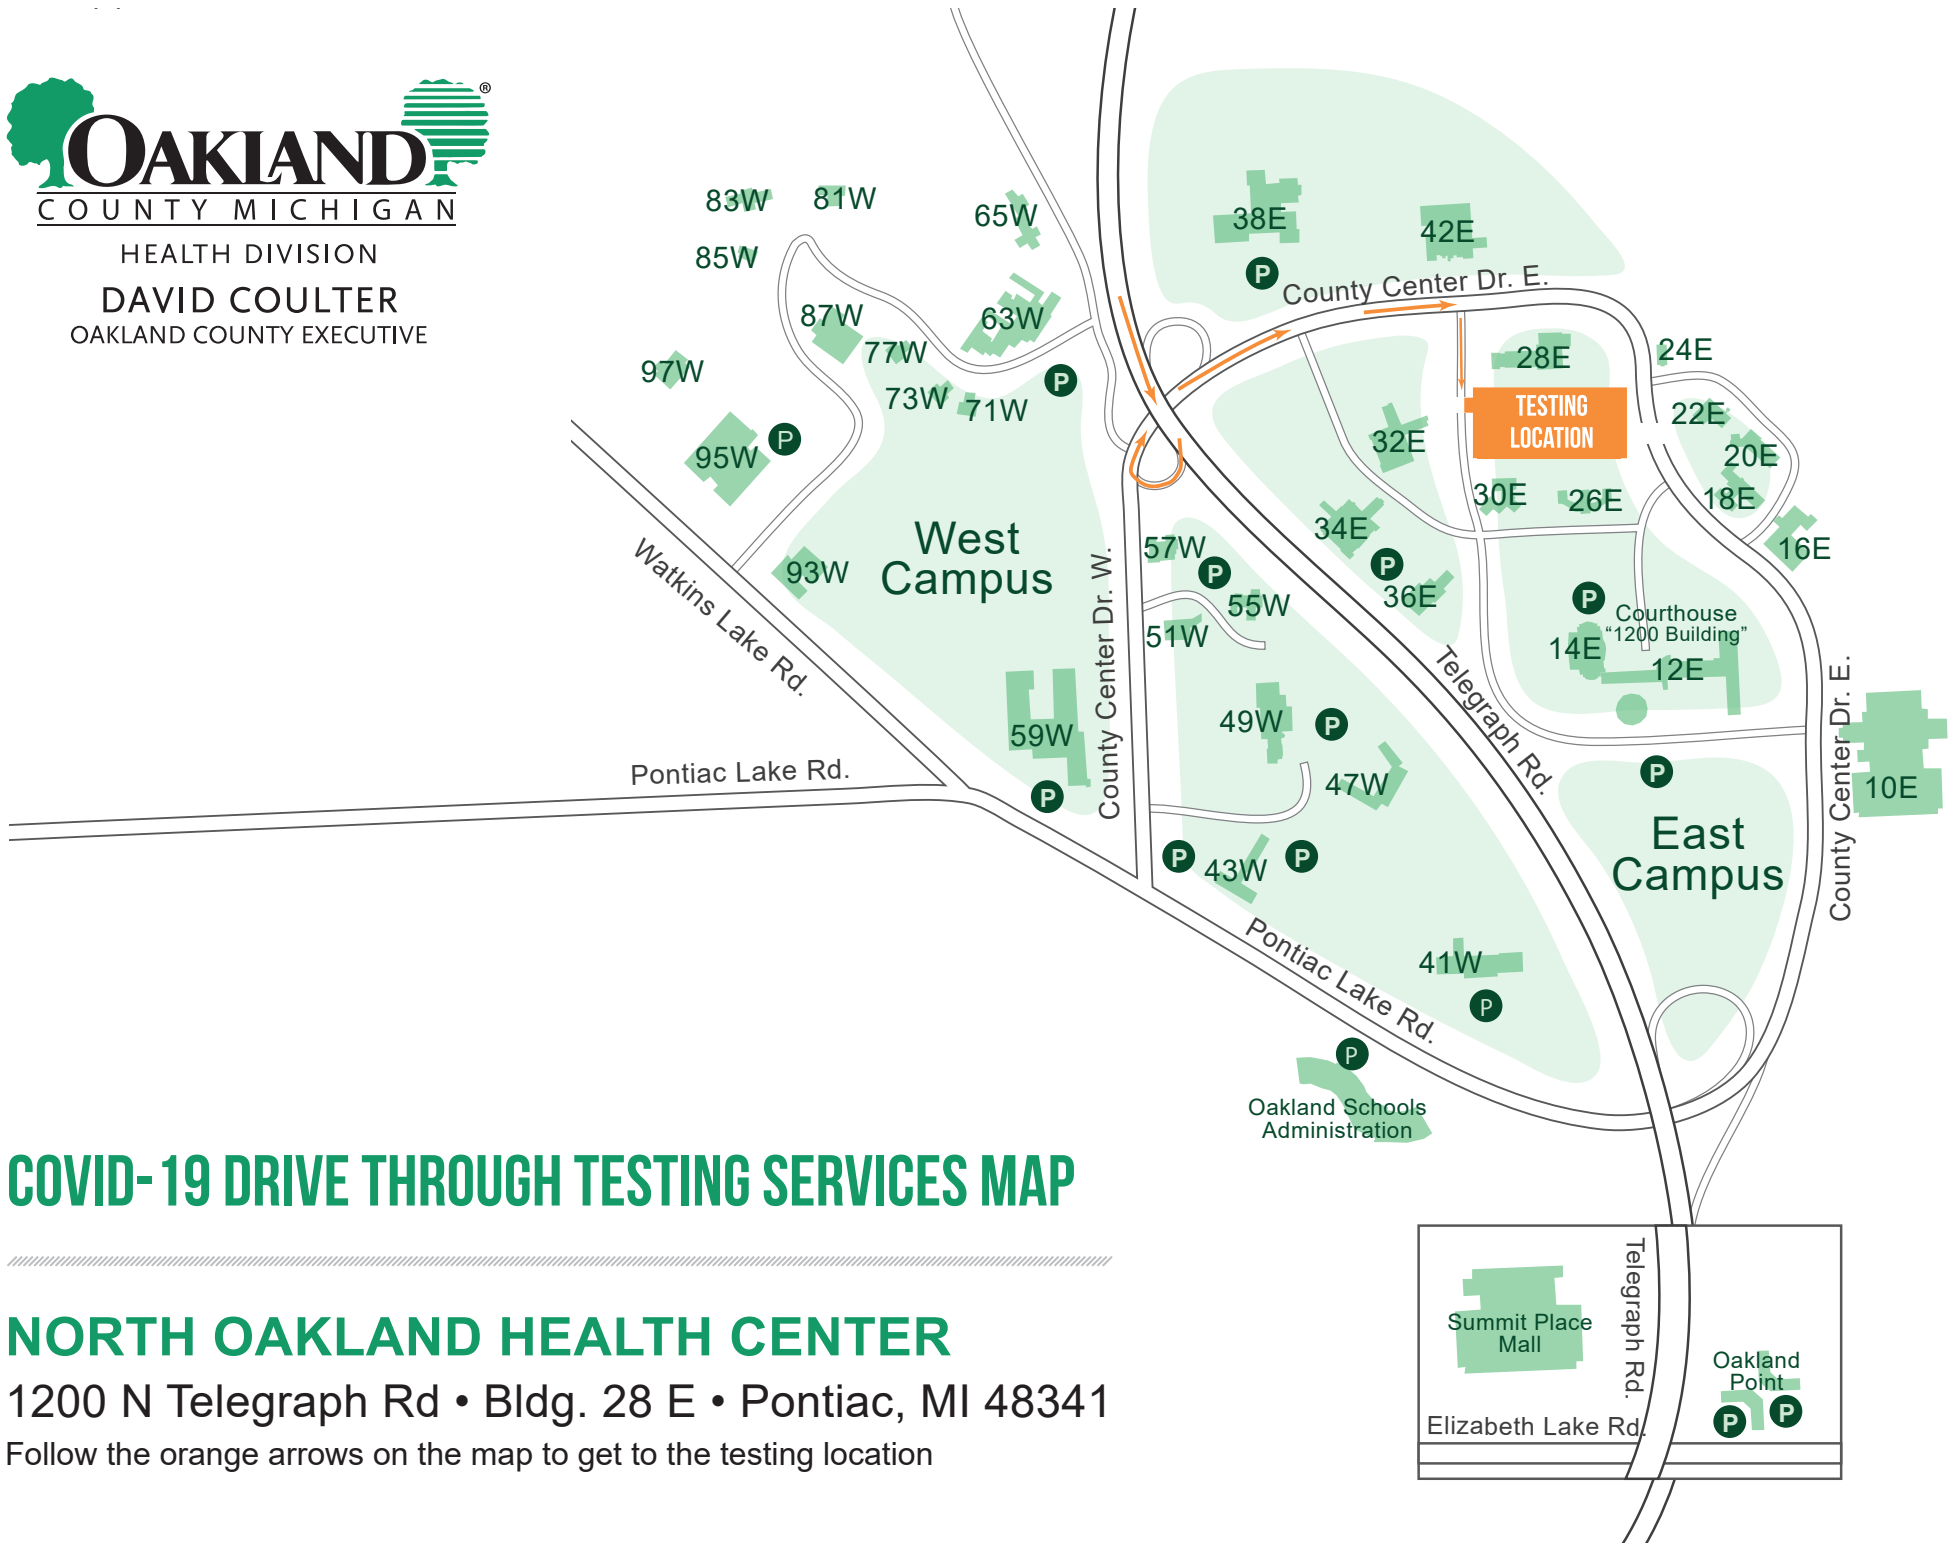 OAKLAND®
COUNTY MICHIGAN
HEALTH DIVISION
DAVID COULTER
OAKLAND COUNTY EXECUTIVE
83W
81W
65W
85W
87W
63W
77W
97W
73W
71W
P
95W
P
93W
West
Campus
Watkins Lake Rd.
59W
P
Pontiac Lake Rd.
County Center Dr. W.
38E
P
42E
County Center Dr. E.
28E
24E
TESTING
LOCATION
22E
20E
18E
16E
32E
30E
26E
34E
P
36E
57W
P
55W
51W
P
Courthouse
“1200 Building”
14E
12E
Telegraph Rd.
49W
P
47W
P
43W
P
P
East
Campus
County Center Dr. E.
10E
41W
P
Pontiac Lake Rd.
P
Oakland Schools
Administration
COVID-19 DRIVE THROUGH TESTING SERVICES MAP
NORTH OAKLAND HEALTH CENTER
1200 N Telegraph Rd • Bldg. 28 E • Pontiac, MI 48341
Follow the orange arrows on the map to get to the testing location
Summit Place
Mall
Telegraph Rd.
Oakland
Point
P
P
Elizabeth Lake Rd.